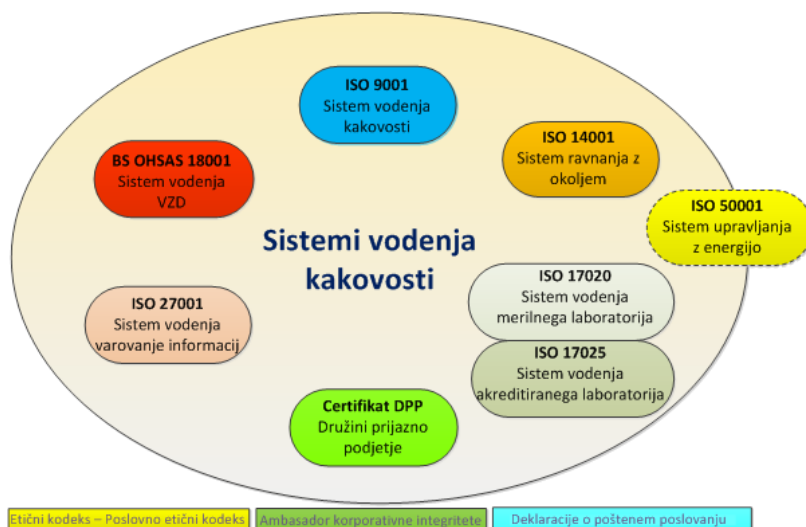 ISO 9001
Sistem vodenja
kakovosti
BS OHSAS 18001
Sistem vodenja
VZD
ISO 14001
Sistem ravnanja z
okoljem
ISO 50001
Sistem upravljanja
z energijo
Sistemi vodenja
kakovosti
ISO 27001
Sistem vodenja
varovanje informacij
ISO 17020
Sistem vodenja
merilnega laboratorija
ISO 17025
Sistem vodenja
akreditiranega laboratorija
Certifikat DPP
Družini prijazno
podjetje
Etični kodeks – Poslovno etični kodeks
Ambasador korporativne integritete
Deklaracije o poštenem poslovanju